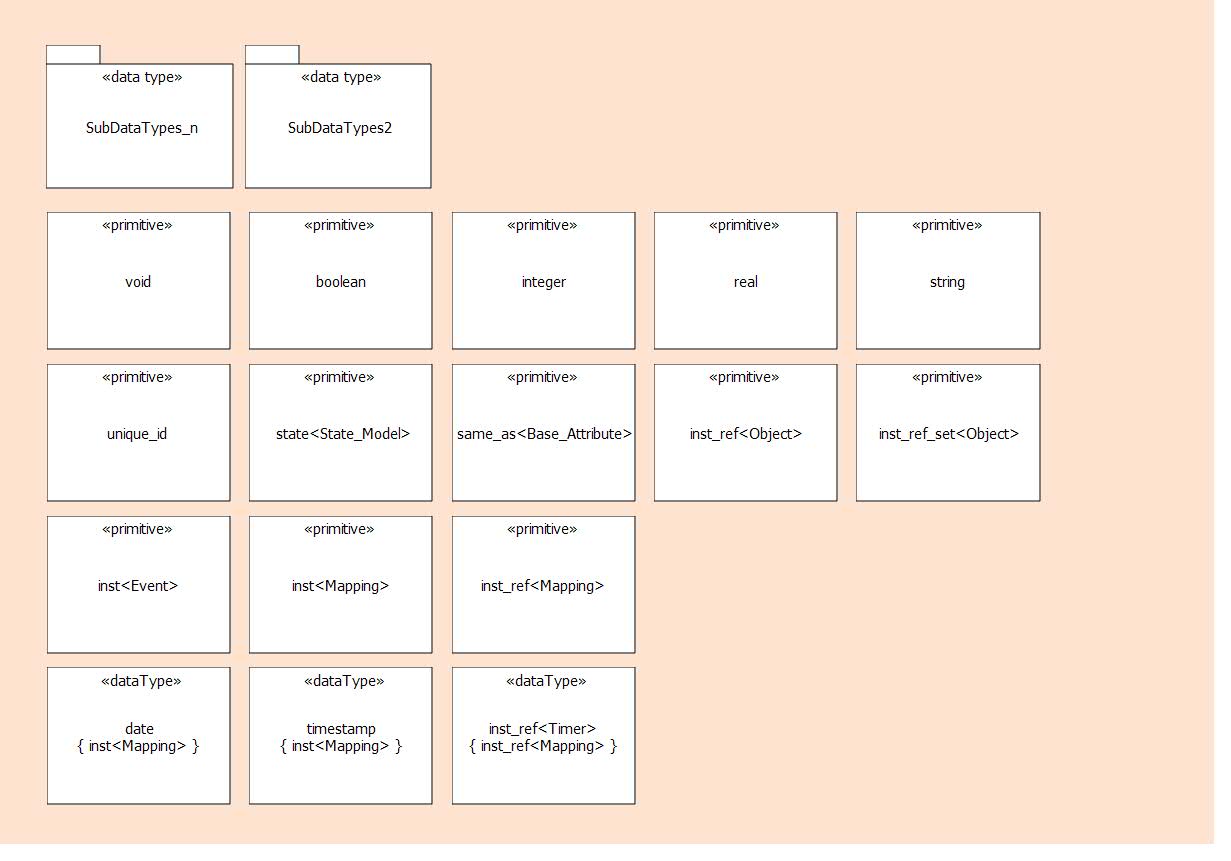 «data type»
SubDataTypes_n
«data type»
SubDataTypes2
«primitive»
void
«primitive»
boolean
«primitive»
integer
«primitive»
real
«primitive»
string
«primitive»
unique_id
«primitive»
state<State_Model>
«primitive»
same_as<Base_Attribute>
«primitive»
inst_ref<Object>
«primitive»
inst_ref_set<Object>
«primitive»
inst<Event>
«primitive»
inst<Mapping>
«primitive»
inst_ref<Mapping>
«dataType»
date
{ inst<Mapping> }
«dataType»
timestamp
{ inst<Mapping> }
«dataType»
inst_ref<Timer>
{ inst_ref<Mapping> }